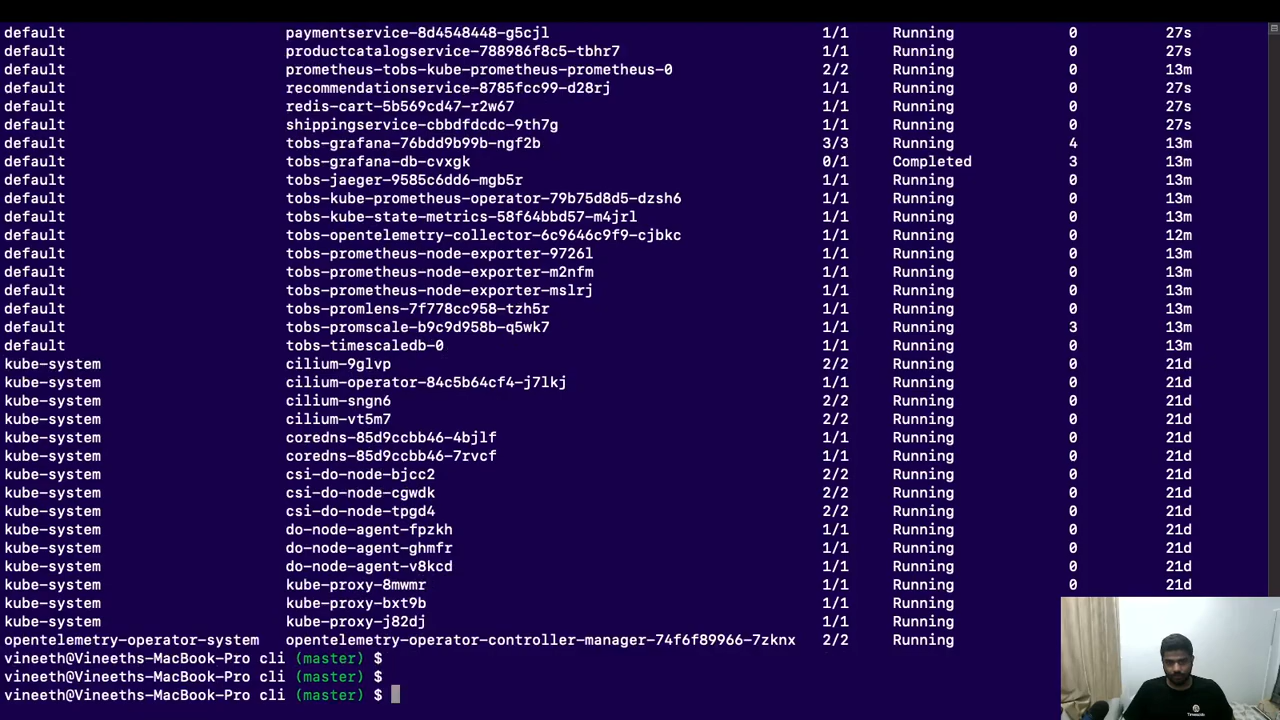 default paymentservice-8d4548448-g5cjl 1/1 Running 0 27s
default productcatalogservice-788986f8c5-tbhr7 1/1 Running 0 27s
default prometheus-tobs-kube-prometheus-prometheus-0 2/2 Running 0 13m
default recommendationservice-8785fcc99-d28rj 1/1 Running 0 27s
default redis-cart-5b569cd47-r2w67 1/1 Running 0 27s
default shippingservice-cbbdfdcdc-9th7g 1/1 Running 0 27s
default tobs-grafana-76bdd9b99b-ngf2b 3/3 Running 4 13m
default tobs-grafana-db-cvxgk 0/1 Completed 3 13m
default tobs-jaeger-9585c6dd6-mgb5r 1/1 Running 0 13m
default tobs-kube-prometheus-operator-79b75d8d5-dzsh6 1/1 Running 0 13m
default tobs-kube-state-metrics-58f64bbd57-m4jrl 1/1 Running 0 13m
default tobs-opentelemetry-collector-6c9646c9f9-cjbkc 1/1 Running 0 12m
default tobs-prometheus-node-exporter-9726l 1/1 Running 0 13m
default tobs-prometheus-node-exporter-m2nfm 1/1 Running 0 13m
default tobs-prometheus-node-exporter-mslrj 1/1 Running 0 13m
default tobs-promlens-7f778cc958-tzh5r 1/1 Running 0 13m
default tobs-promscale-b9c9d958b-q5wk7 1/1 Running 3 13m
default tobs-timescaledb-0 1/1 Running 0 13m
kube-system cilium-9glvp 2/2 Running 0 21d
kube-system cilium-operator-84c5b64cf4-j7lkj 1/1 Running 0 21d
kube-system cilium-sngn6 2/2 Running 0 21d
kube-system cilium-vt5m7 2/2 Running 0 21d
kube-system coredns-85d9ccbb46-4bjlf 1/1 Running 0 21d
kube-system coredns-85d9ccbb46-7rvcf 1/1 Running 0 21d
kube-system csi-do-node-bjcc2 2/2 Running 0 21d
kube-system csi-do-node-cgwdk 2/2 Running 0 21d
kube-system csi-do-node-tpgd4 2/2 Running 0 21d
kube-system do-node-agent-fpzkh 1/1 Running 0 21d
kube-system do-node-agent-ghmfr 1/1 Running 0 21d
kube-system do-node-agent-v8kcd 1/1 Running 0 21d
kube-system kube-proxy-8mwmr 1/1 Running 0 21d
kube-system kube-proxy-bxt9b 1/1 Running
kube-system kube-proxy-j82dj 1/1 Running
opentelemetry-operator-system opentelemetry-operator-controller-manager-74f6f89966-7zknx 2/2 Running
vineeth@Vineeths-MacBook-Pro cli (master) $
vineeth@Vineeths-MacBook-Pro cli (master) $
vineeth@Vineeths-MacBook-Pro cli (master) $